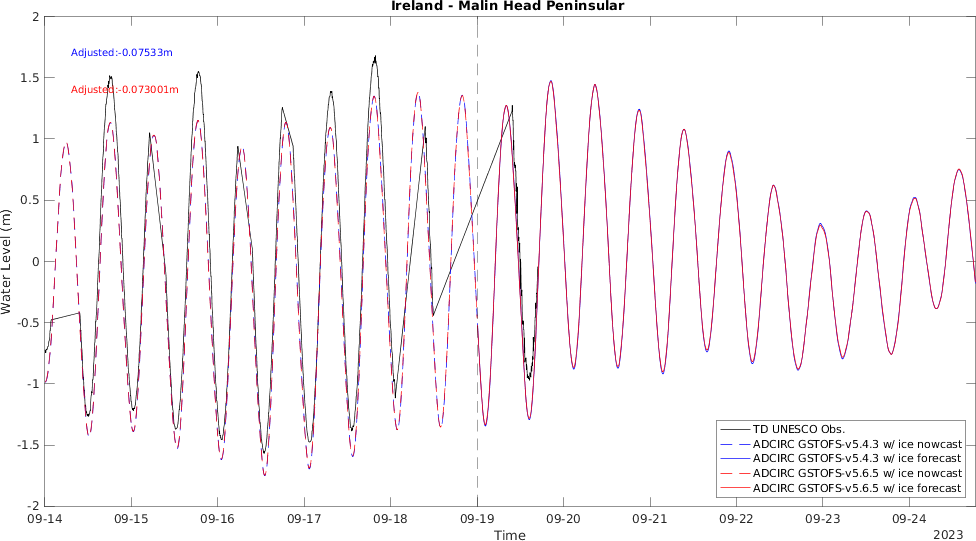 Ireland - Malin Head Peninsular
Adjusted:-0.07533m
Adjusted:-0.073001m
Water Level (m)
2
1.5
1
0.5
0
-0.5
-1
-1.5
-2
TD UNESCO Obs.
ADCIRC GSTOFS-v5.4.3 w/ ice nowcast
ADCIRC GSTOFS-v5.4.3 w/ ice forecast
ADCIRC GSTOFS-v5.6.5 w/ ice nowcast
ADCIRC GSTOFS-v5.6.5 w/ ice forecast
09-14 09-15 09-16 09-17 09-18 09-19 09-20 09-21 09-22 09-23 09-24
Time
2023